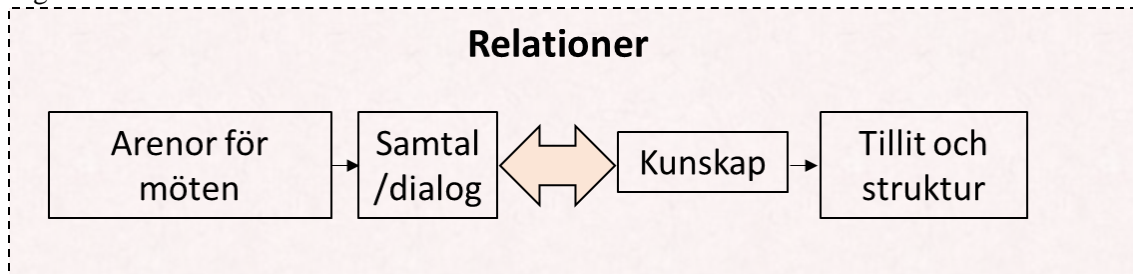 Relationer
Arenor för
möten
Samtal
/dialog
Kunskap
Tillit och
struktur